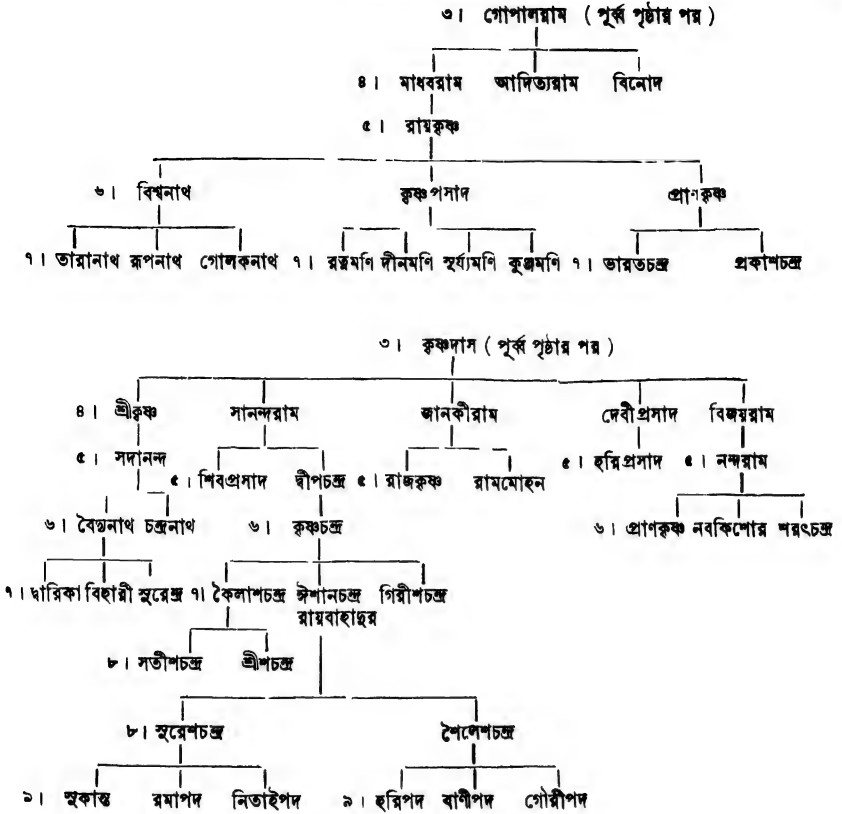 ৩। গোপালরাম (পূর্ব্ব পৃষ্ঠার পর)
৪। মাধবরাম আদিত্যরাম বিনোদ
৫। রায়কৃষ্ণ
৬। বিশ্বনাথ কৃষ্ণপসাদ প্রাণকৃষ্ণ
৭। তারানাথ রূপনাথ গোলকনাথ ৭। রত্নমণি দীনমণি সূর্য্যমণি কুঞ্জমণি ৭। ভারতচন্দ্র প্রকাশচন্দ্র
৩। কৃষ্ণদাস (পূর্ব্ব পৃষ্ঠার পর)
৪। শ্রীকৃষ্ণ সানন্দরাম জানকীরাম দেবীপ্রসাদ বিজয়রাম
৫। সদানন্দ ৫। শিবপ্রসাদ দ্বীপচন্দ্র ৫। রাজকৃষ্ণ রামমোহন ৫। হরিপ্রসাদ ৫। নন্দরাম
৬। বৈদ্যনাথ চন্দ্রনাথ ৬। কৃষ্ণচন্দ্র ৬। প্রাণকৃষ্ণ নবকিশোর শরৎচন্দ্র
৭। দ্বারিকা বিহারী সুরেন্দ্র ৭। কৈলাশচন্দ্র ঈশানচন্দ্র গিরীশচন্দ্র
রায়বাহাদুর
৮। সতীশচন্দ্র শ্রীশচন্দ্র
৮। সুরেশচন্দ্র শৈলেশচন্দ্র
৯। সুকান্ত রমাপদ নিতাইপদ ৯। হরিপদ বাণীপদ গৌরীপদ